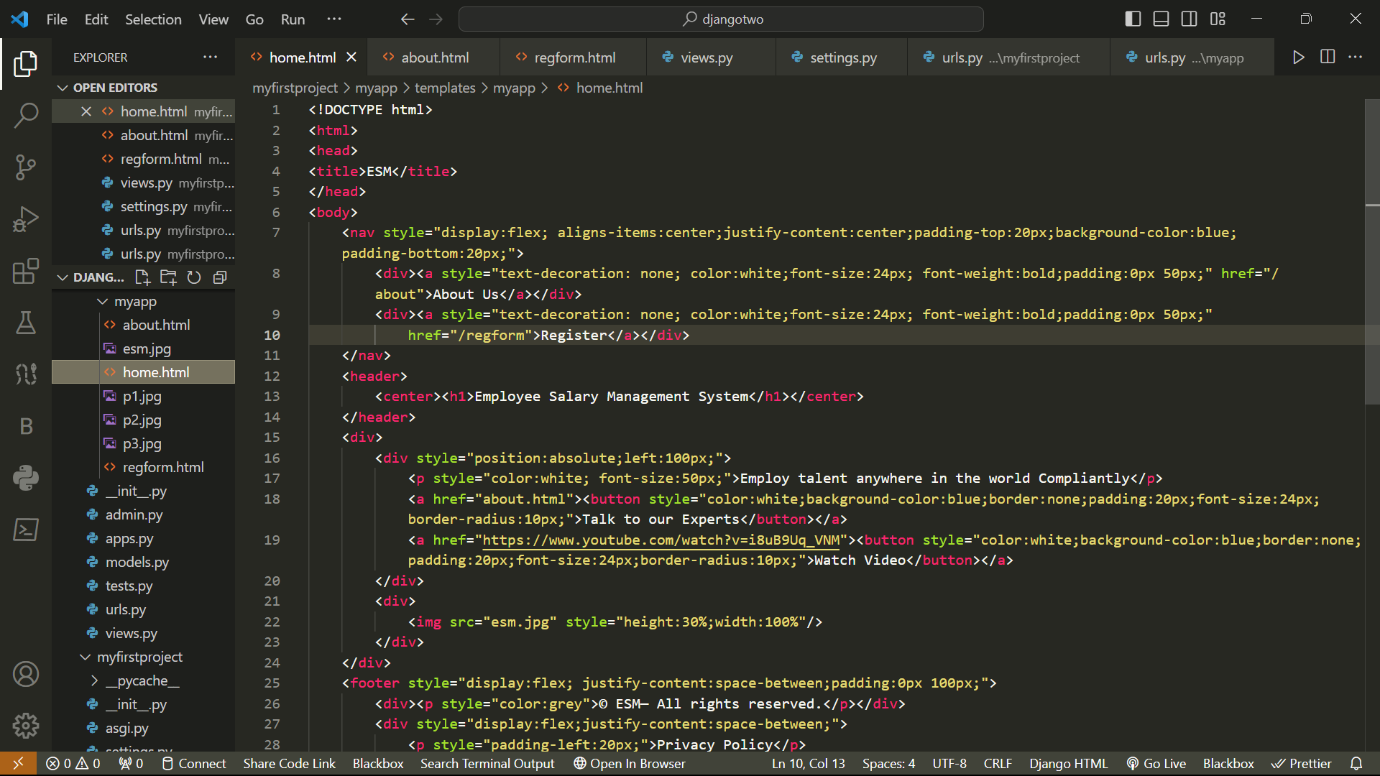 File Edit Selection View Go Run ··· djangotwo
EXPLORER ···
home.html about.html regform.html views.py settings.py urls.py ...\myfirstproject urls.py ...\myapp ···
myfirstproject > myapp > templates > myapp > home.html
OPEN EDITORS
home.html myfir...
about.html myfir...
regform.html m...
views.py myfirstp...
settings.py myfir...
urls.py myfirstpro...
urls.py myfirstpro...
DJANG...
myapp
about.html
esm.jpg
home.html
p1.jpg
p2.jpg
p3.jpg
regform.html
__init__.py
admin.py
apps.py
models.py
tests.py
urls.py
views.py
myfirstproject
__pycache__
__init__.py
asgi.py
settings.py
B
1 <!DOCTYPE html>
2 <html>
3 <head>
4 <title>ESM</title>
5 </head>
6 <body>
7 <nav style="display:flex; aligns-items:center;justify-content:center;padding-top:20px;background-color:blue;
padding-bottom:20px;">
8 <div><a style="text-decoration: none; color:white;font-size:24px; font-weight:bold;padding:0px 50px;" href="/
about">About Us</a></div>
9 <div><a style="text-decoration: none; color:white;font-size:24px; font-weight:bold;padding:0px 50px;"
10 href="/regform">Register</a></div>
11 </nav>
12 <header>
13 <center><h1>Employee Salary Management System</h1></center>
14 </header>
15 <div>
16 <div style="position:absolute;left:100px;">
17 <p style="color:white; font-size:50px;">Employ talent anywhere in the world Compliantly</p>
18 <a href="about.html"><button style="color:white;background-color:blue;border:none;padding:20px;font-size:24px;
border-radius:10px;">Talk to our Experts</button></a>
19 <a href="https://www.youtube.com/watch?v=i8uB9Uq_VNM"><button style="color:white;background-color:blue;border:none;
padding:20px;font-size:24px;border-radius:10px;">Watch Video</button></a>
20 </div>
21 <div>
22 <img src="esm.jpg" style="height:30%;width:100%"/>
23 </div>
24 </div>
25 <footer style="display:flex; justify-content:space-between;padding:0px 100px;">
26 <div><p style="color:grey">© ESM— All rights reserved.</p></div>
27 <div style="display:flex;justify-content:space-between;">
28 <p style="padding-left:20px;">Privacy Policy</p>
0 0 0 Connect Share Code Link Blackbox Search Terminal Output Open In Browser Ln 10, Col 13 Spaces: 4 UTF-8 CRLF Django HTML Go Live Blackbox Prettier